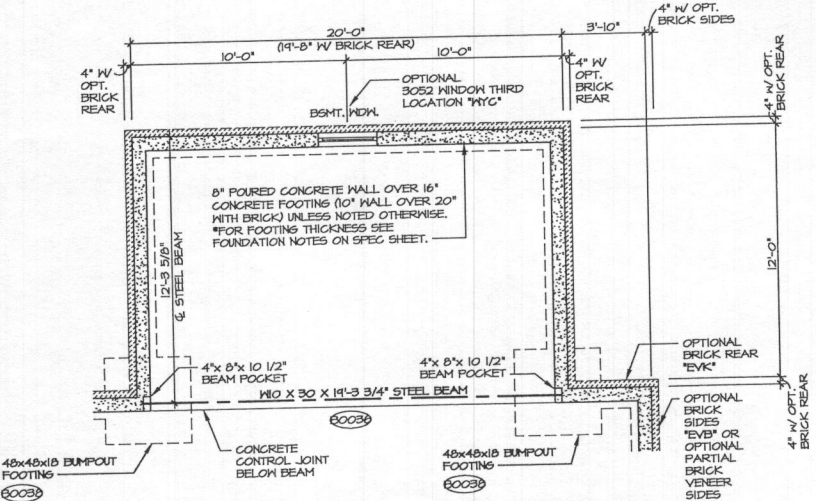 4" W/ OPT.
BRICK SIDES
20'-0"
(19'-8" W/ BRICK REAR)
3'-10"
10'-0"
10'-0"
4" W/
OPT.
BRICK
REAR
4" W/
OPT.
BRICK
REAR
4" W/ OPT.
BRICK REAR
OPTIONAL
3052 WINDOW THIRD
LOCATION "WYC"
BSMT. WDW.
8" POURED CONCRETE WALL OVER 16"
CONCRETE FOOTING (10" WALL OVER 20"
WITH BRICK) UNLESS NOTED OTHERWISE.
*FOR FOOTING THICKNESS SEE
FOUNDATION NOTES ON SPEC SHEET.
12'-3 5/8"
℄ STEEL BEAM
12'-0"
OPTIONAL
BRICK REAR
"EVK"
4"x 8"x 10 1/2"
BEAM POCKET
4"x 8"x 10 1/2"
BEAM POCKET
W10 X 30 X 19'-3 3/4" STEEL BEAM
4" W/ OPT.
BRICK REAR
OPTIONAL
BRICK
SIDES
"EVB" OR
OPTIONAL
PARTIAL
BRICK
VENEER
SIDES
CONCRETE
CONTROL JOINT
BELOW BEAM
48x48x18 BUMPOUT
FOOTING
48x48x18 BUMPOUT
FOOTING